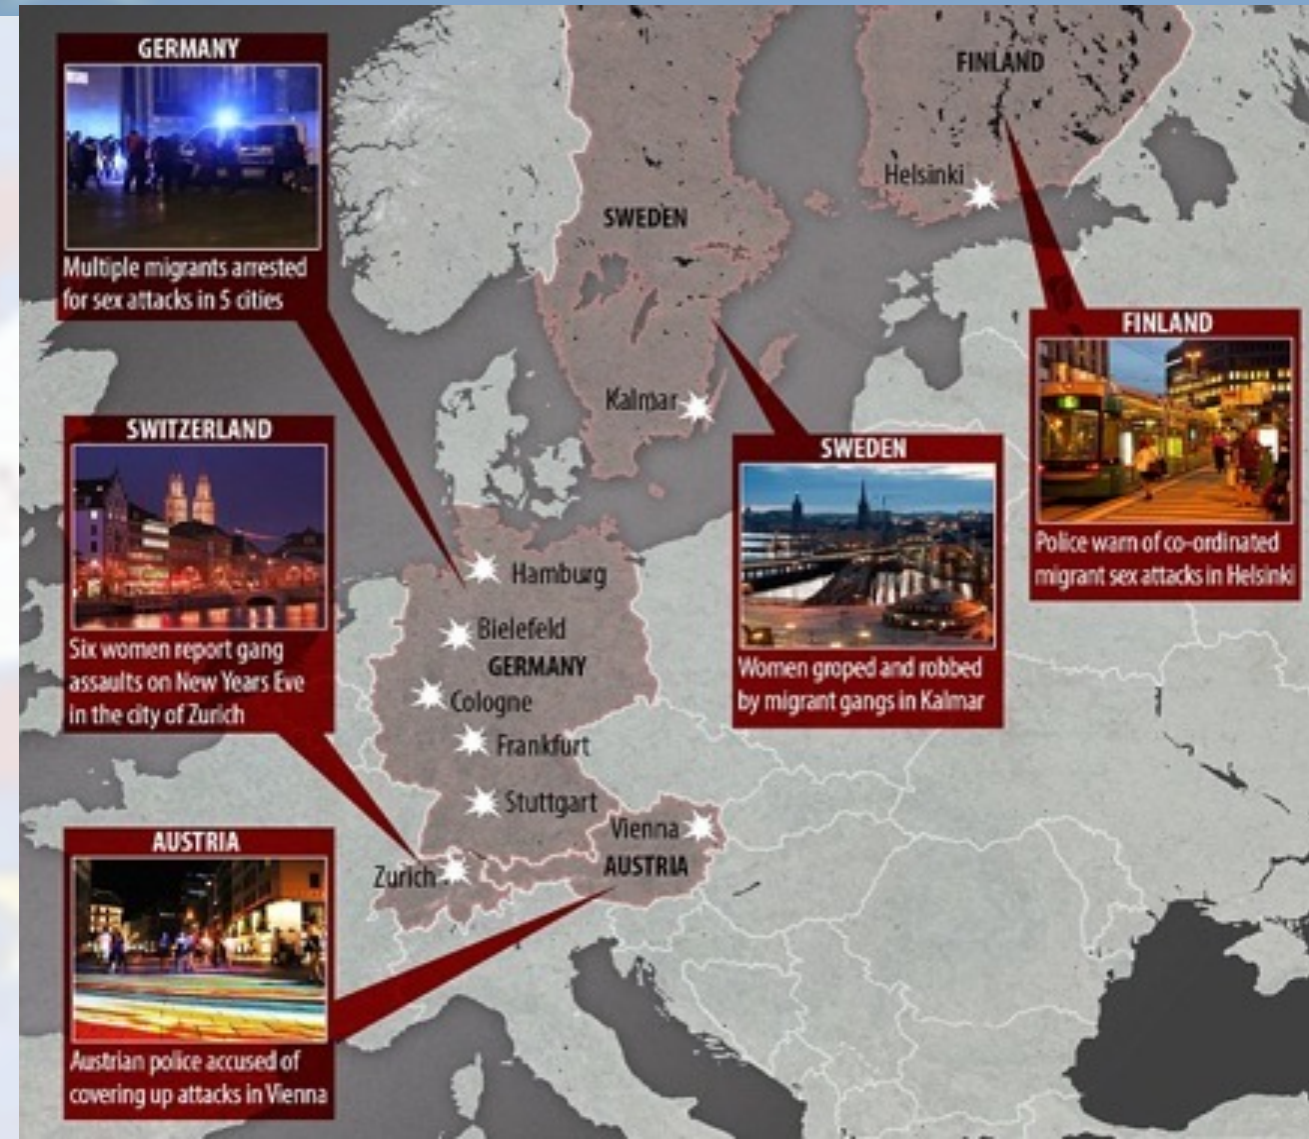 GERMANY
Multiple migrants arrested
for sex attacks in 5 cities
FINLAND
Helsinki
SWEDEN
FINLAND
Police warn of co-ordinated
migrant sex attacks in Helsinki
Kalmar
SWITZERLAND
Six women report gang
assaults on New Years Eve
in the city of Zurich
SWEDEN
Women groped and robbed
by migrant gangs in Kalmar
Hamburg
Bielefeld
GERMANY
Cologne
Frankfurt
Stuttgart
Vienna
AUSTRIA
Zurich
AUSTRIA
Austrian police accused of
covering up attacks in Vienna